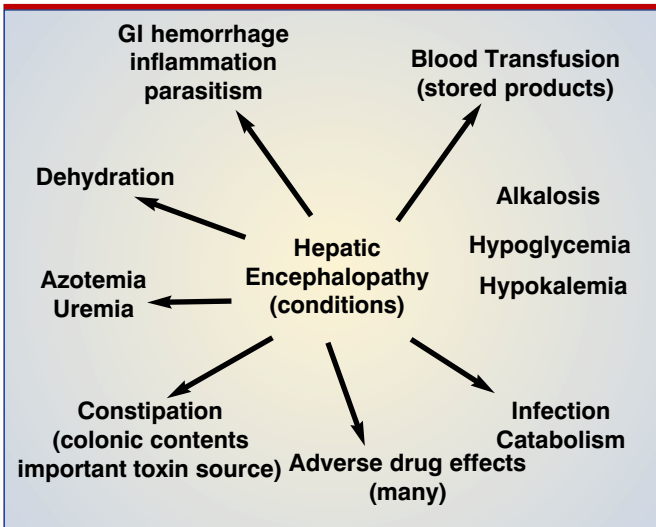 GI hemorrhage
inflammation
parasitism
Blood Transfusion
(stored products)
Dehydration
Alkalosis
Hypoglycemia
Hypokalemia
Hepatic
Encephalopathy
(conditions)
Azotemia
Uremia
Constipation
(colonic contents
important toxin source)
Adverse drug effects
(many)
Infection
Catabolism